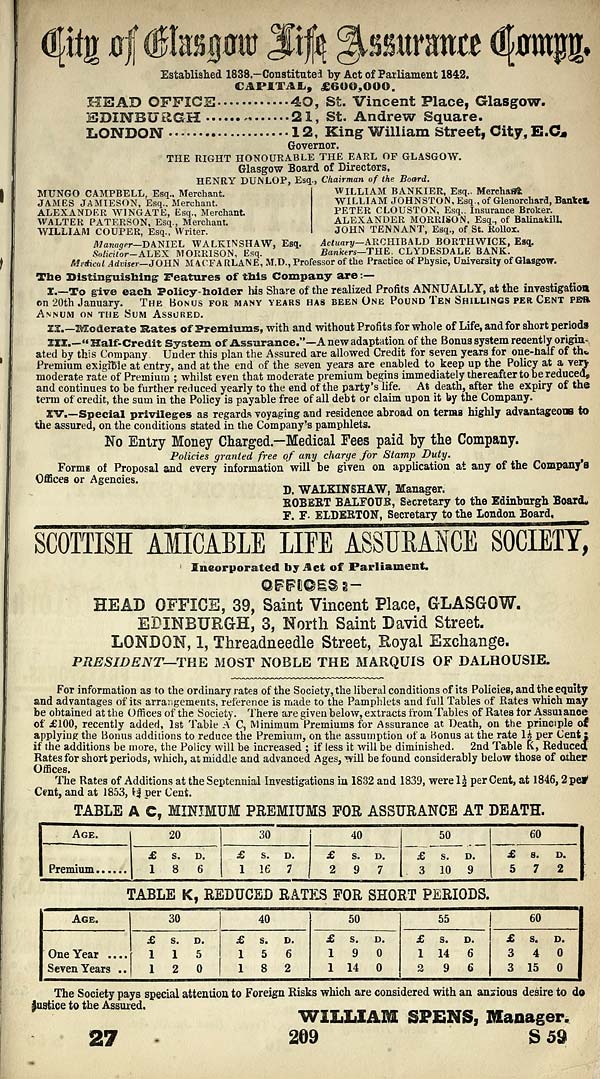 City of Glasgow Life Assurance Compy.
Established 1838.—Constituted by Act of Parliament 1842.
CAPITAL, £600,000.
HEAD OFFICE............40, St. Vincent Place, Glasgow.
EDINBURGH ..............21, St. Andrew Square.
LONDON ..................12, King William Street, City, E.C.
Governor.
THE RIGHT HONOURABLE THE EARL OF GLASGOW.
Glasgow Board of Directors.
HENRY DUNLOP, Esq., Chairman of the Board.
MUNGO CAMPBELL, Esq., Merchant.
JAMES JAMIESON, Esq., Merchant.
ALEXANDER WINGATE, Esq., Merchant.
WALTER PATERSON, Esq., Merchant.
WILLIAM COUPER, Esq., Writer.
WILLIAM BANKIER, Esq. Merchant
WILLIAM JOHNSTON, Esq., of Glenorchard, Banker.
PETER CLOUSTON, Esq., Insurance Broker.
ALEXANDER MORRISON, Esq., of Balinakill.
JOHN TENNANT, Esq., of St. Rollox.
Manager—DANIEL WALKINSHAW, Esq. Actuary—ARCHIBALD BORTHWICK, Esq.
Solicitor—ALEX MORRISON, Esq. Bankers—THE CLYDESDALE BANK.
Medical Adviser—JOHN MACFARLANE, M.D., Professor of the Practice of Physic, University of Glasgow.
The Distinguishing Features of this Company are:—
I.—To give each Policy-holder his Share of the realized Profits ANNUALLY, at the investigation
on 20th January. THE BONUS FOR MANY YEARS HAS BEEN ONE POUND TEN SHILLINGS PER CENT PER
ANNUM ON THE SUM ASSURED.
II.—Moderate Rates of Premiums, with and without Profits for whole of Life, and for short periods
III.—"Half-Credit System of Assurance."—A new adaptation of the Bonus system recently origin-
ated by this Company Under this plan the Assured are allowed Credit for seven years for one-half of the
Premium exigible at entry, and at the end of the seven years are enabled to keep up the Policy at a very
moderate rate of Premium; whilst even that moderate premium begins immediately thereafter to be reduced,
and continues to be further reduced yearly to the end of the party's life. At death, after the expiry of the
term of credit, the sum in the Policy is payable free of all debt or claim upon it by the Company.
IV.—Special privileges as regards voyaging and residence abroad on terms highly advantageous to
the assured, on the conditions stated in the Company's pamphlets.
No Entry Money Charged.—Medical Fees paid by the Company.
Policies granted free of any charge for Stamp Duty.
Forms of Proposal and every information will be given on application at any of the Company's
Offices or Agencies.
D. WALKINSHAW, Manager.
ROBERT BALFOUR, Secretary to the Edinburgh Board.
F. F. ELDERTON, Secretary to the London Board.
SCOTTISH AMICABLE LIFE ASSURANCE SOCIETY,
Incorporated by Act of Parliament.
OFFICES:—
HEAD OFFICE, 39, Saint Vincent Place, GLASGOW.
EDINBURGH, 3, North Saint David Street.
LONDON, 1, Threadneedle Street, Royal Exchange.
PRESIDENT—THE MOST NOBLE THE MARQUIS OF DALHOUSIE.
For information as to the ordinary rates of the Society, the liberal conditions of its Policies, and the equity
and advantages of its arrangements, reference is made to the Pamphlets and full Tables of Rates which may
be obtained at the Offices of the Society. There are given below, extracts from Tables of Rates for Assurance
of £100, recently added, 1st Table A C, Minimum Premiums for Assurance at Death, on the principle of
applying the Bonus additions to reduce the Premium, on the assumption of a Bonus at the rate 1½ per Cent;
if the additions be more, the Policy will be increased; if less it will be diminished. 2nd Table K, Reduced
Rates for short periods, which, at middle and advanced Ages, will be found considerably below those of other
Offices.
The Rates of Additions at the Septennial Investigations in 1832 and 1839, were 1½ per Cent, at 1846, 2 per
Cent, and at 1853, per Cent.
TABLE A C, MINIMUM PREMIUMS FOR ASSURANCE AT DEATH.
AGE. 20 30 40 50 60
£ S. D. £ S. D. £ S. D. £ S. D. £ S. D.
Premium...... 1 8 6 1 16 7 2 9 7 3 10 9 5 7 2
TABLE K, REDUCED RATES FOR SHORT PERIODS.
AGE. 30 40 50 55 60
£ S. D. £ S. D. £ S. D. £ S. D. £ S. D.
One Year .... 1 1 5 1 5 6 1 9 0 1 14 6 3 4 0
Seven Years .. 1 2 0 1 8 2 1 14 0 2 9 6 3 15 0
The Society pays special attention to Foreign Risks which are considered with an anxious desire to do
justice to the Assured.
WILLIAM SPENS, Manager.
27 209 S 59